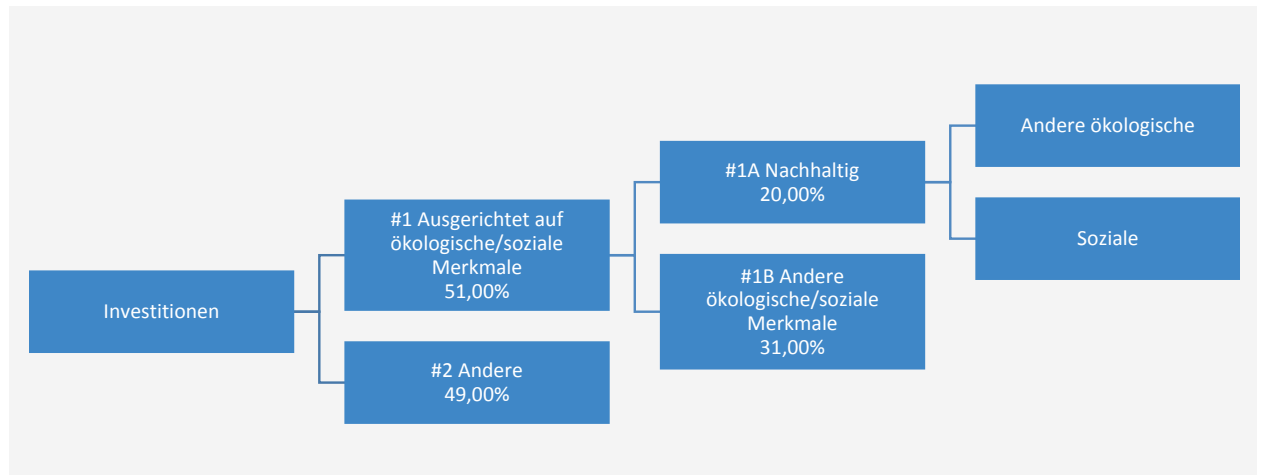 Investitionen
#1 Ausgerichtet auf
ökologische/soziale
Merkmale
51,00%
#2 Andere
49,00%
#1A Nachhaltig
20,00%
#1B Andere
ökologische/soziale
Merkmale
31,00%
Andere ökologische
Soziale